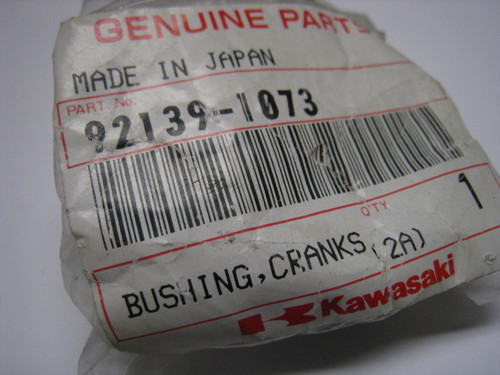 GENUINE PARTS
MADE IN JAPAN
PART No.
92139-1073
Q'TY 1
BUSHING,CRANKS(2A)
Kawasaki